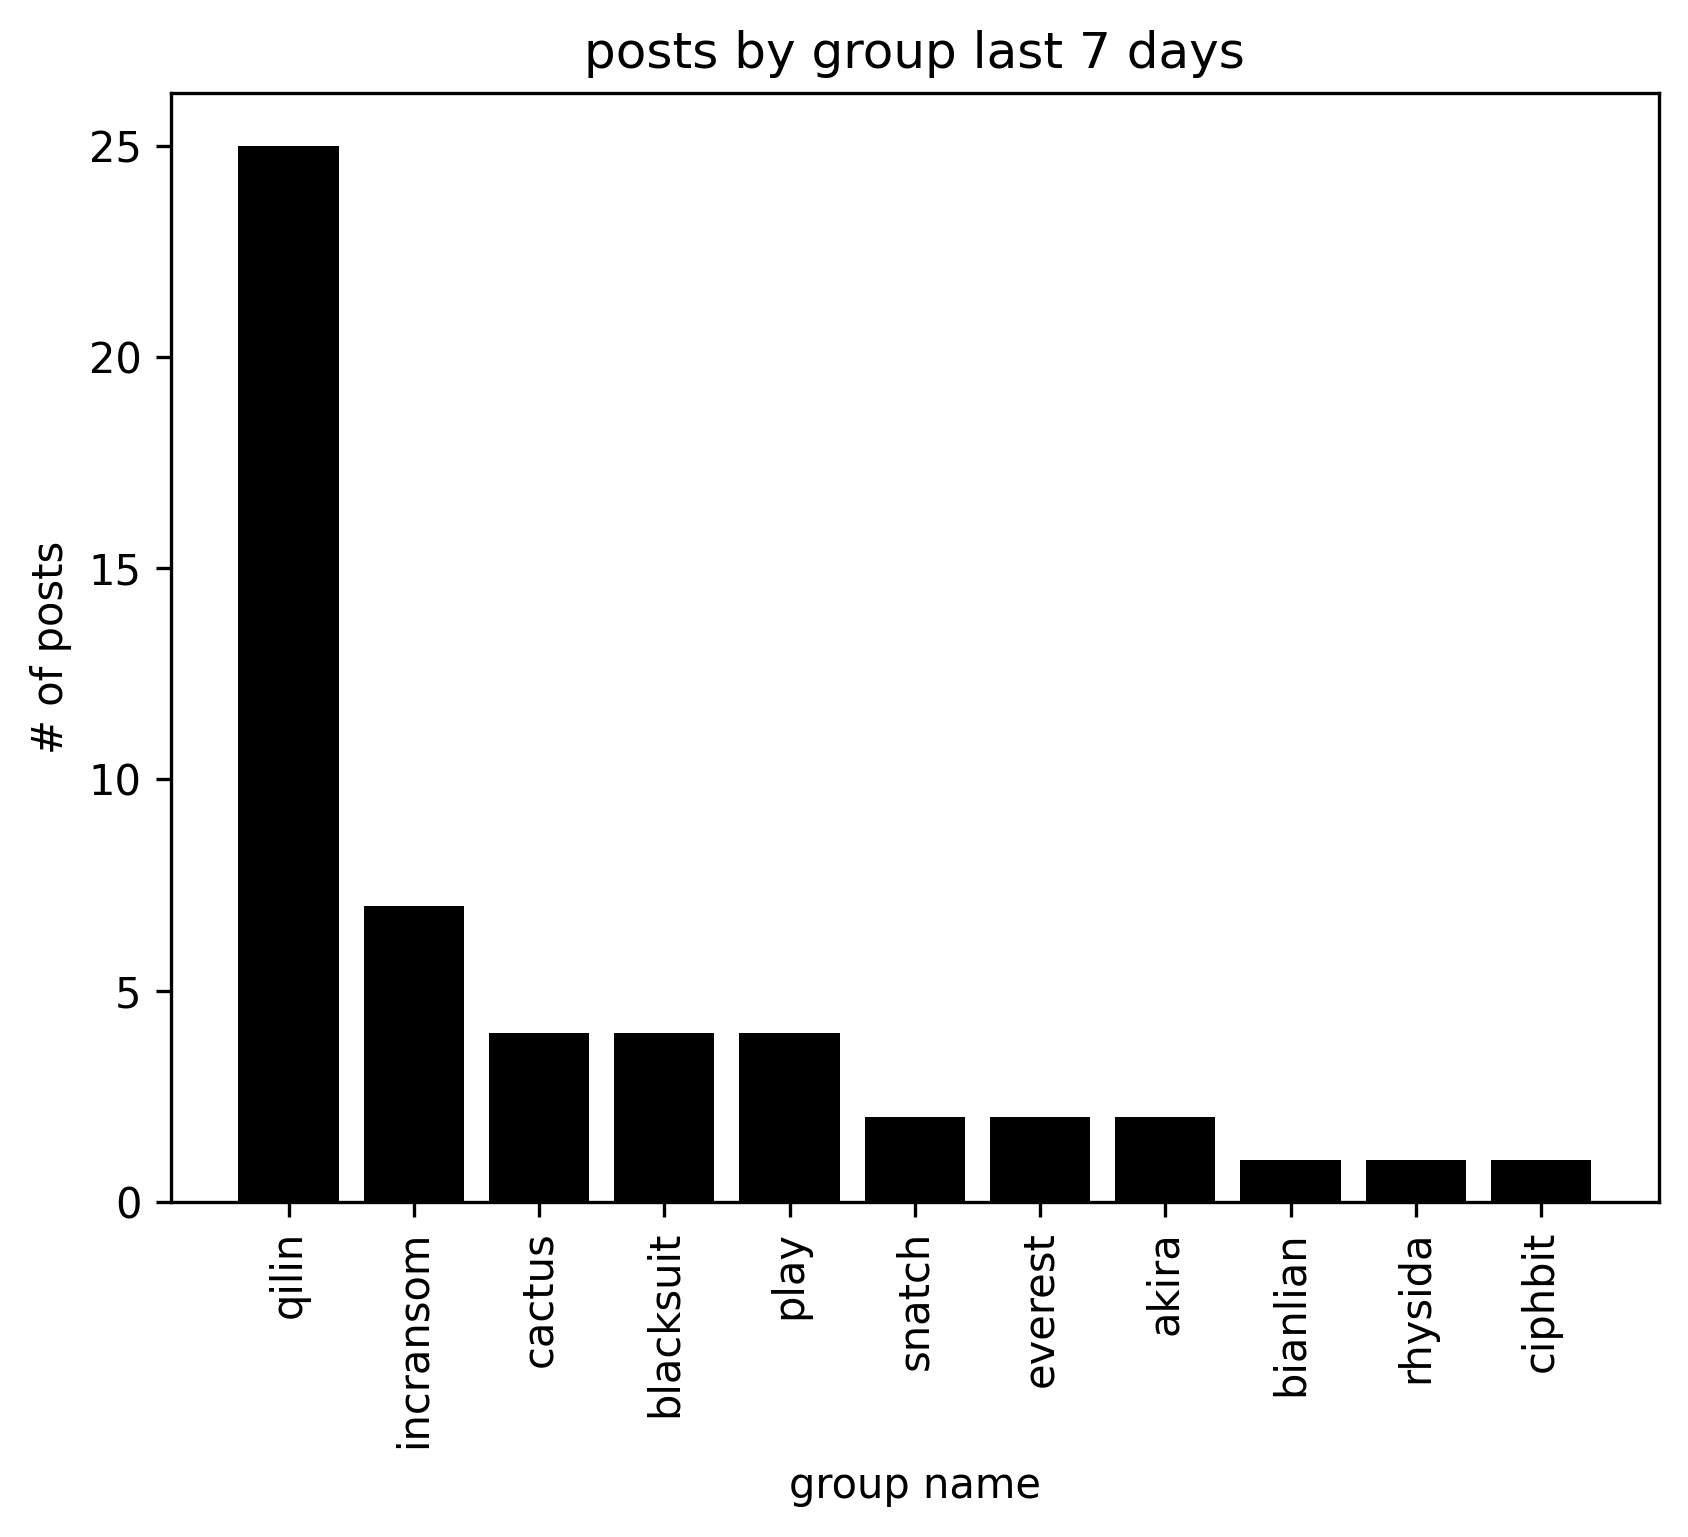 posts by group last 7 days
# of posts
25
20
15
10
5
0
qilin
incransom
cactus
blacksuit
play
snatch
everest
akira
bianlian
rhysida
ciphbit
group name